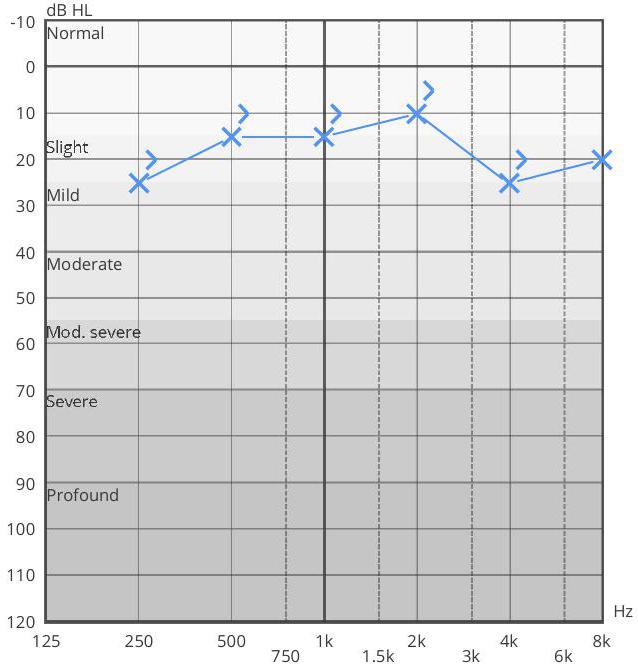 dB HL
-10
Normal
0
10
Slight
20
Mild
30
40
Moderate
50
Mod. severe
60
70
Severe
80
90
Profound
100
110
120
Hz
125 250 500 1k 2k 4k 8k
750 1.5k 3k 6k